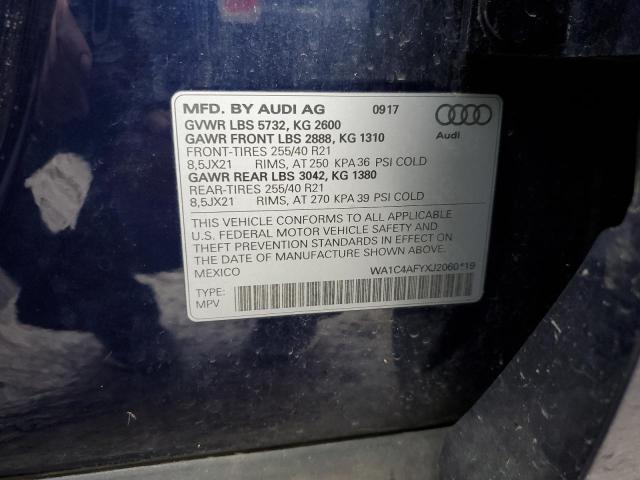 MFD. BY AUDI AG 09 17
GVWR LBS 5732, KG 2600
GAWR FRONT LBS 2888, KG 1310
FRONT-TIRES 255/40 R21
8,5JX21 RIMS, AT 250 KPA 36 PSI COLD
GAWR REAR LBS 3042, KG 1380
REAR-TIRES 255/40 R21
8,5JX21 RIMS, AT 270 KPA 39 PSI COLD
Audi
THIS VEHICLE CONFORMS TO ALL APPLICABLE
U.S. FEDERAL MOTOR VEHICLE SAFETY AND
THEFT PREVENTION STANDARDS IN EFFECT ON
THE DATE OF MANUFACTURE SHOWN ABOVE.
MEXICO WA1C4AFYXJ2060*19
TYPE:
MPV